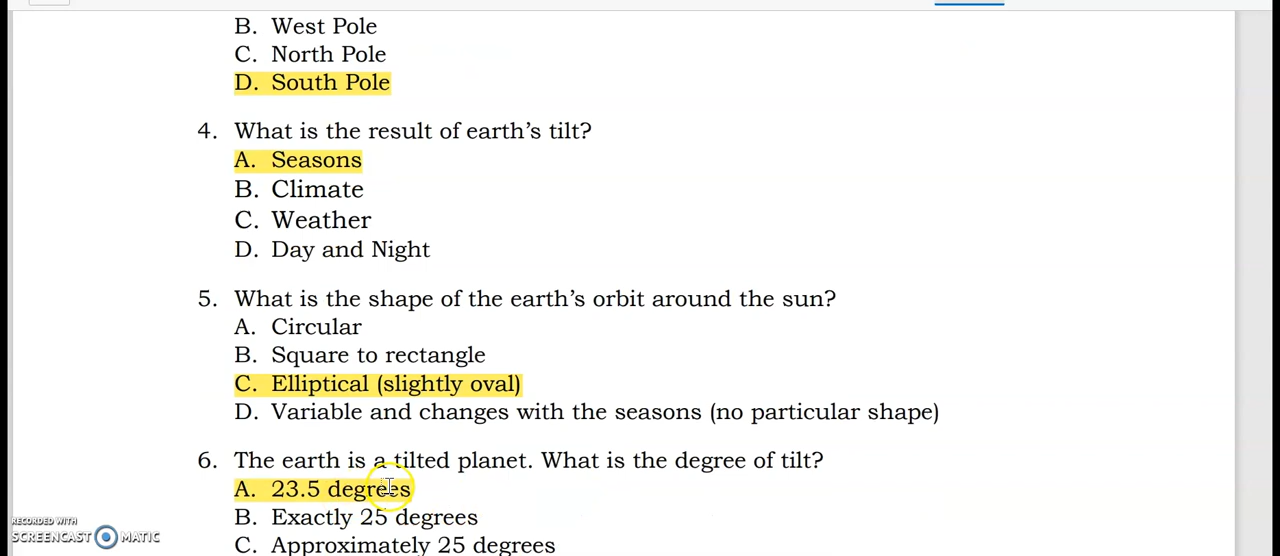 B. West Pole
C. North Pole
D. South Pole
4. What is the result of earth's tilt?
A. Seasons
B. Climate
C. Weather
D. Day and Night
5. What is the shape of the earth's orbit around the sun?
A. Circular
B. Square to rectangle
C. Elliptical (slightly oval)
D. Variable and changes with the seasons (no particular shape)
6. The earth is a tilted planet. What is the degree of tilt?
A. 23.5 degrees
B. Exactly 25 degrees
C. Approximately 25 degrees
RECORDED WITH
SCREENCAST MATIC